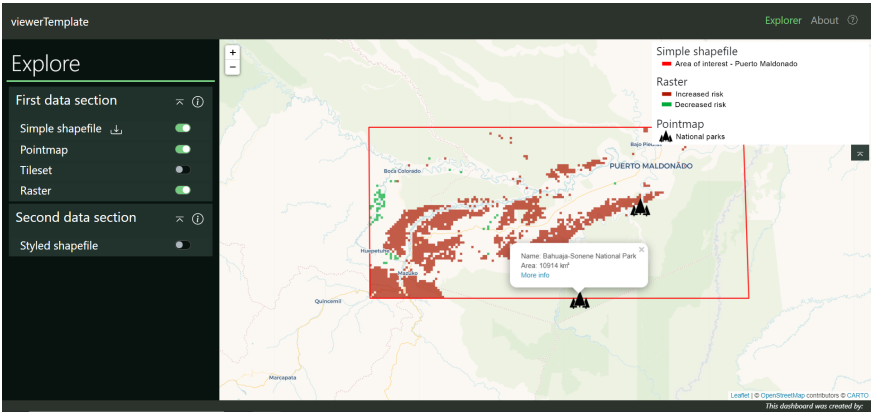 viewerTemplate
Explorer About ?
Explore
First data section
Simple shapefile
Pointmap
Tileset
Raster
Second data section
Styled shapefile
+
−
Simple shapefile
Area of interest - Puerto Maldonado
Raster
Increased risk
Decreased risk
Pointmap
National parks
PUERTO MALDONADO
Boca Colorado
Name: Bahuaja-Sonene National Park
Area: 10914 km²
More info
×
Mazuko
Quincemil
Marcapata
Leaflet | © OpenStreetMap contributors © CARTO
This dashboard was created by: